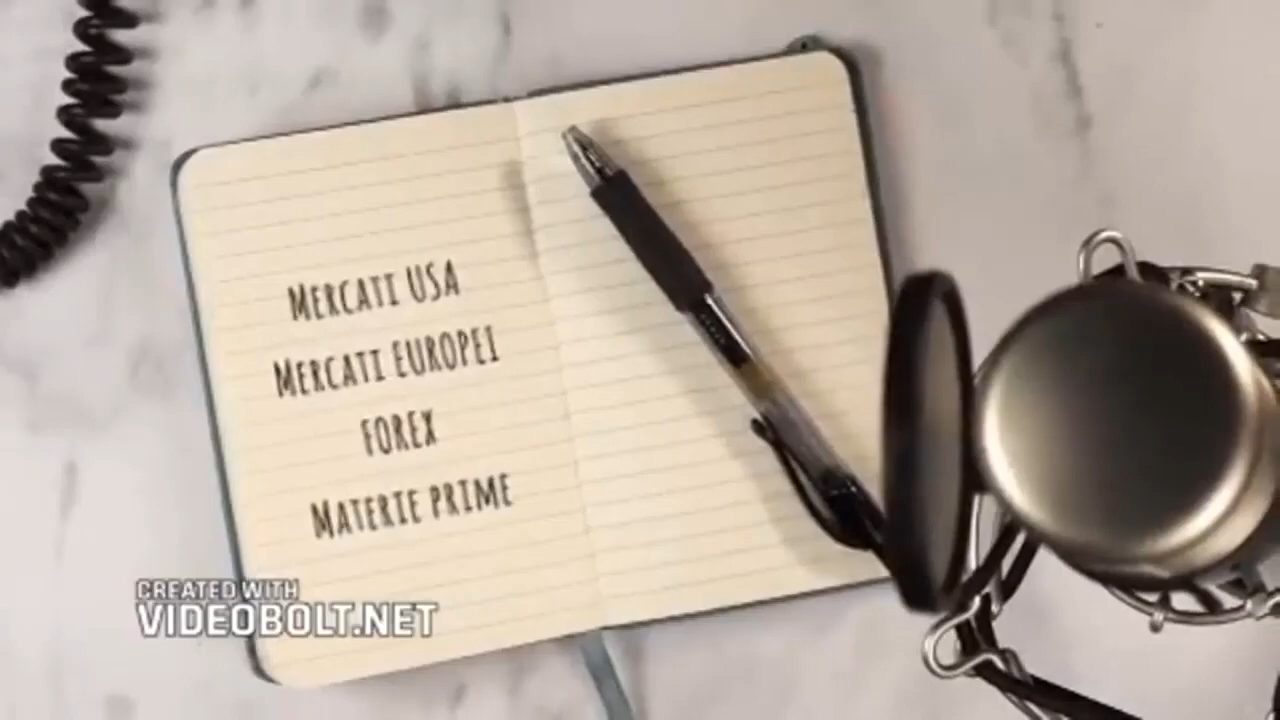 Mercati USA
Mercati EUROPEI
FOREX
Materie prime
CREATED WITH
VIDEOBOLT.NET